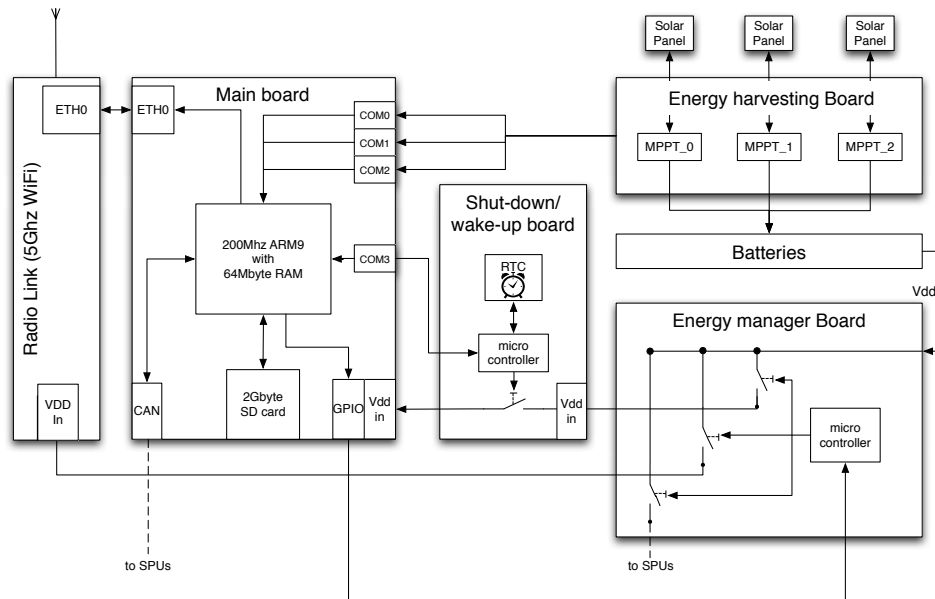 Solar
Panel
Solar
Panel
Solar
Panel
Radio Link (5Ghz WiFi)
ETH0
VDD
In
Main board
ETH0
COM0
COM1
COM2
COM3
200Mhz ARM9
with
64Mbyte RAM
CAN
2Gbyte
SD card
GPIO
Vdd
in
Shut-down/
wake-up board
RTC
micro
controller
Vdd
in
Energy harvesting Board
MPPT_0
MPPT_1
MPPT_2
Batteries
Vdd
Energy manager Board
micro
controller
to SPUs
to SPUs